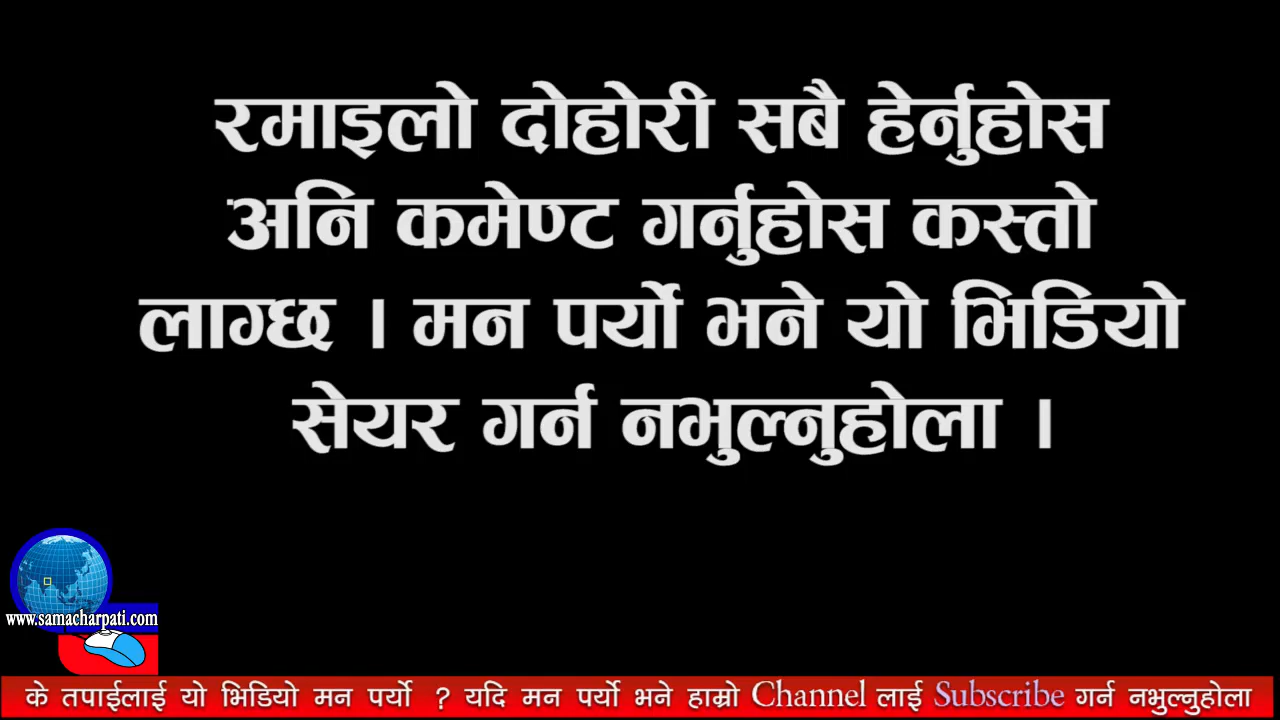 रमाइलो दोहोरी सबै हेर्नुहोस
अनि कमेण्ट गर्नुहोस कस्तो
लाग्छ । मन पर्यो भने यो भिडियो
सेयर गर्न नभुल्नुहोला ।
www.samacharpati.com
के तपाईलाई यो भिडियो मन पर्यो ? यदि मन पर्यो भने हाम्रो Channel लाई Subscribe गर्न नभुल्नुहोला